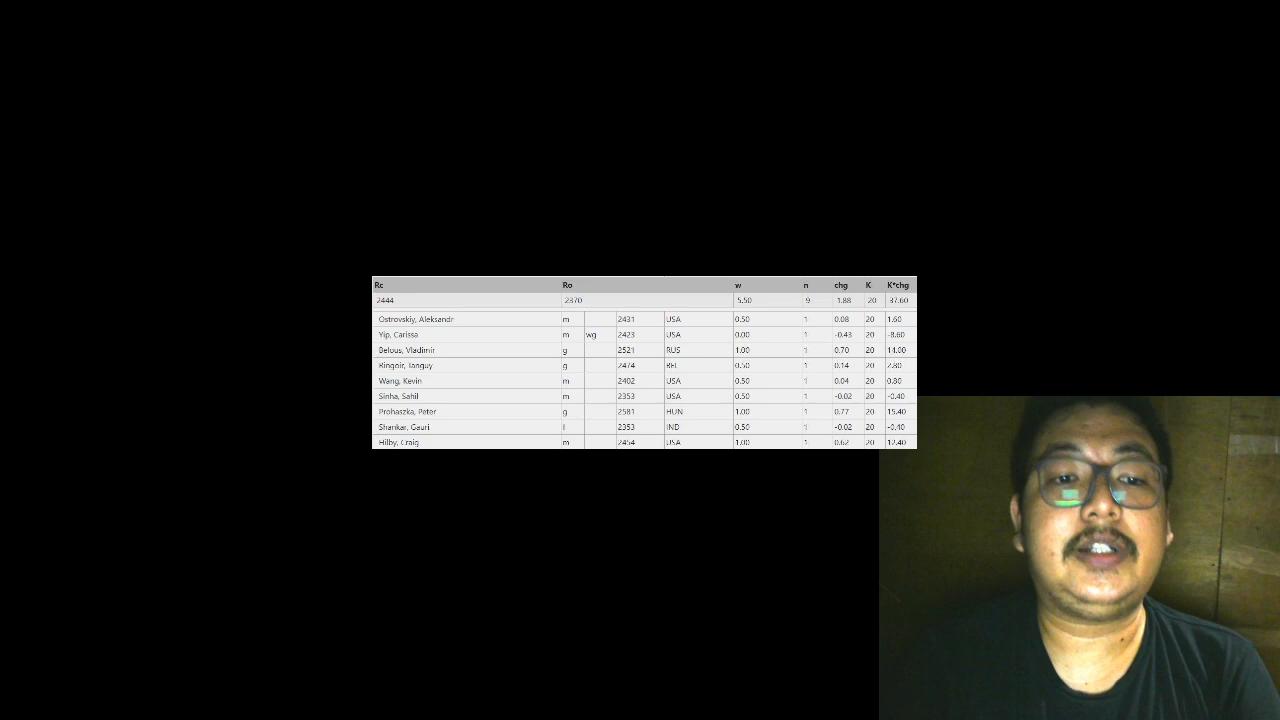 Rc Ro w n chg K K*chg
2444 2370 5.50 9 1.88 20 37.60
Ostrovskiy, Aleksandr m 2431 USA 0.50 1 0.08 20 1.60
Yip, Carissa m wg 2423 USA 0.00 1 -0.43 20 -8.60
Belous, Vladimir g 2521 RUS 1.00 1 0.70 20 14.00
Ringoir, Tanguy g 2474 BEL 0.50 1 0.14 20 2.80
Wang, Kevin m 2402 USA 0.50 1 0.04 20 0.80
Sinha, Sahil 2353 USA 0.50 1 -0.02 20 -0.40
Prohaszka, Peter g 2581 HUN 1.00 1 0.77 20 15.40
Shankar, Gauri f 2353 IND 0.50 1 -0.02 20 -0.40
Hilby, Craig m 2454 USA 1.00 1 0.62 20 12.40